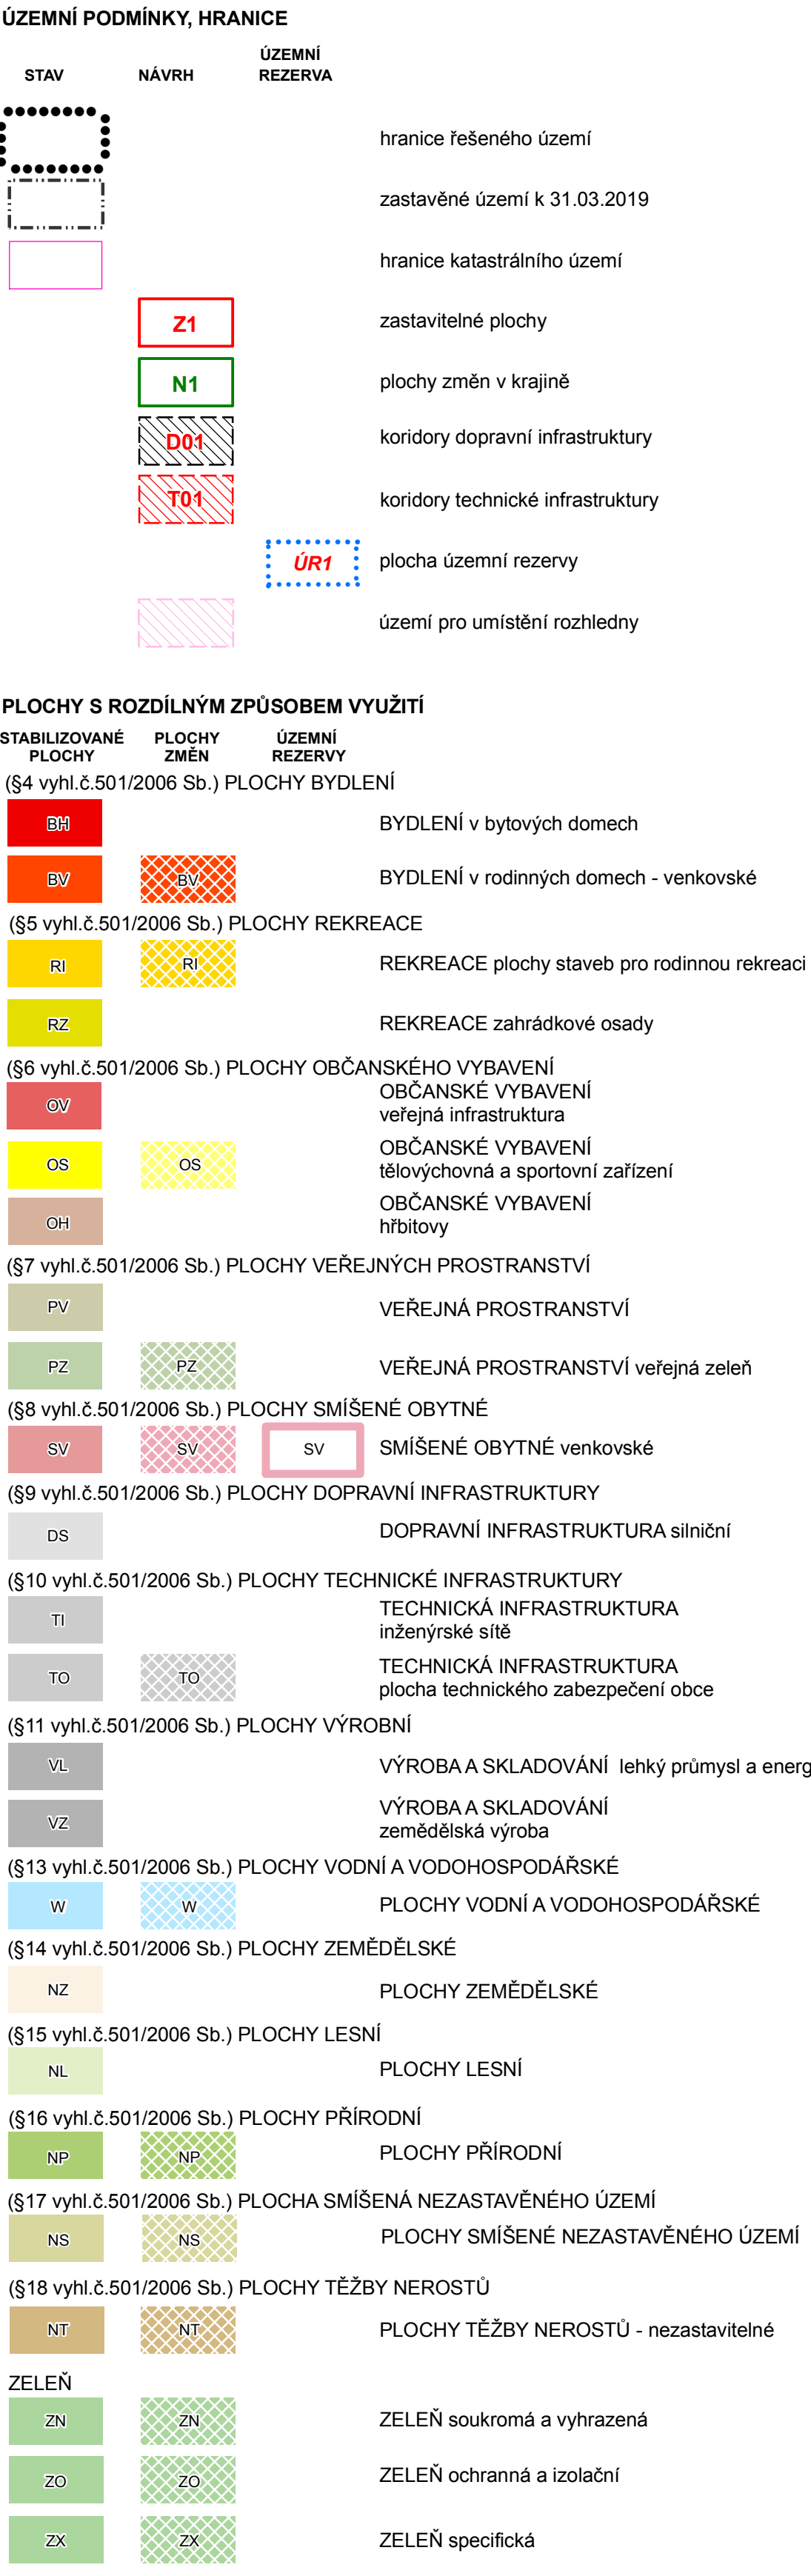 ÚZEMNÍ PODMÍNKY, HRANICE
STAV NÁVRH ÚZEMNÍ
REZERVA
hranice řešeného území
zastavěné území k 31.03.2019
hranice katastrálního území
Z1 zastavitelné plochy
N1 plochy změn v krajině
D01 koridory dopravní infrastruktury
T01 koridory technické infrastruktury
ÚR1 plocha územní rezervy
území pro umístění rozhledny
PLOCHY S ROZDÍLNÝM ZPŮSOBEM VYUŽITÍ
STABILIZOVANÉ PLOCHY ÚZEMNÍ
PLOCHY ZMĚN REZERVY
(§4 vyhl.č.501/2006 Sb.) PLOCHY BYDLENÍ
BH BYDLENÍ v bytových domech
BV BV BYDLENÍ v rodinných domech - venkovské
(§5 vyhl.č.501/2006 Sb.) PLOCHY REKREACE
RI RI REKREACE plochy staveb pro rodinnou rekreaci
RZ REKREACE zahrádkové osady
(§6 vyhl.č.501/2006 Sb.) PLOCHY OBČANSKÉHO VYBAVENÍ
OV OBČANSKÉ VYBAVENÍ
veřejná infrastruktura
OS OS OBČANSKÉ VYBAVENÍ
tělovýchovná a sportovní zařízení
OH OBČANSKÉ VYBAVENÍ
hřbitovy
(§7 vyhl.č.501/2006 Sb.) PLOCHY VEŘEJNÝCH PROSTRANSTVÍ
PV VEŘEJNÁ PROSTRANSTVÍ
PZ PZ VEŘEJNÁ PROSTRANSTVÍ veřejná zeleň
(§8 vyhl.č.501/2006 Sb.) PLOCHY SMÍŠENÉ OBYTNÉ
SV SV SV SMÍŠENÉ OBYTNÉ venkovské
(§9 vyhl.č.501/2006 Sb.) PLOCHY DOPRAVNÍ INFRASTRUKTURY
DS DOPRAVNÍ INFRASTRUKTURA silniční
(§10 vyhl.č.501/2006 Sb.) PLOCHY TECHNICKÉ INFRASTRUKTURY
TI TECHNICKÁ INFRASTRUKTURA
inženýrské sítě
TO TO TECHNICKÁ INFRASTRUKTURA
plocha technického zabezpečení obce
(§11 vyhl.č.501/2006 Sb.) PLOCHY VÝROBNÍ
VL VÝROBA A SKLADOVÁNÍ lehký průmysl a energ
VZ VÝROBA A SKLADOVÁNÍ
zemědělská výroba
(§13 vyhl.č.501/2006 Sb.) PLOCHY VODNÍ A VODOHOSPODÁŘSKÉ
W W PLOCHY VODNÍ A VODOHOSPODÁŘSKÉ
(§14 vyhl.č.501/2006 Sb.) PLOCHY ZEMĚDĚLSKÉ
NZ PLOCHY ZEMĚDĚLSKÉ
(§15 vyhl.č.501/2006 Sb.) PLOCHY LESNÍ
NL PLOCHY LESNÍ
(§16 vyhl.č.501/2006 Sb.) PLOCHY PŘÍRODNÍ
NP NP PLOCHY PŘÍRODNÍ
(§17 vyhl.č.501/2006 Sb.) PLOCHA SMÍŠENÁ NEZASTAVĚNÉHO ÚZEMÍ
NS NS PLOCHY SMÍŠENÉ NEZASTAVĚNÉHO ÚZEMÍ
(§18 vyhl.č.501/2006 Sb.) PLOCHY TĚŽBY NEROSTŮ
NT NT PLOCHY TĚŽBY NEROSTŮ - nezastavitelné
ZELEŇ
ZN ZN ZELEŇ soukromá a vyhrazená
ZO ZO ZELEŇ ochranná a izolační
ZX ZX ZELEŇ specifická